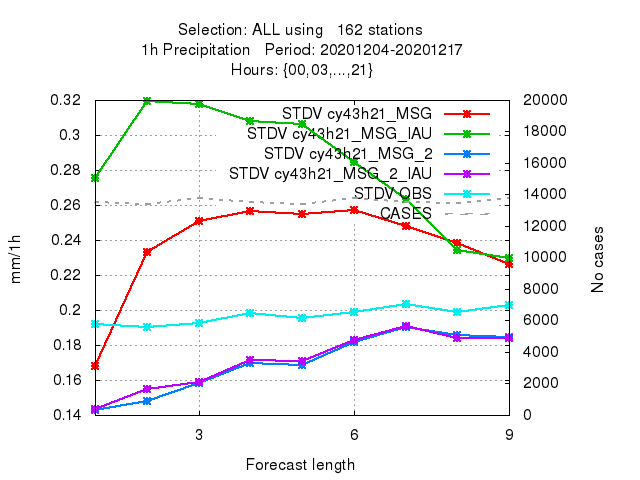 Selection: ALL using   162 stations
1h Precipitation   Period: 20201204-20201217
Hours: {00,03,...,21}
STDV cy43h21_MSG
STDV cy43h21_MSG_IAU
STDV cy43h21_MSG_2
STDV cy43h21_MSG_2_IAU
STDV OBS
CASES
0.32
0.3
0.28
0.26
0.24
0.22
0.2
0.18
0.16
0.14
mm/1h
20000
18000
16000
14000
12000
10000
8000
6000
4000
2000
0
No cases
3 6 9
Forecast length